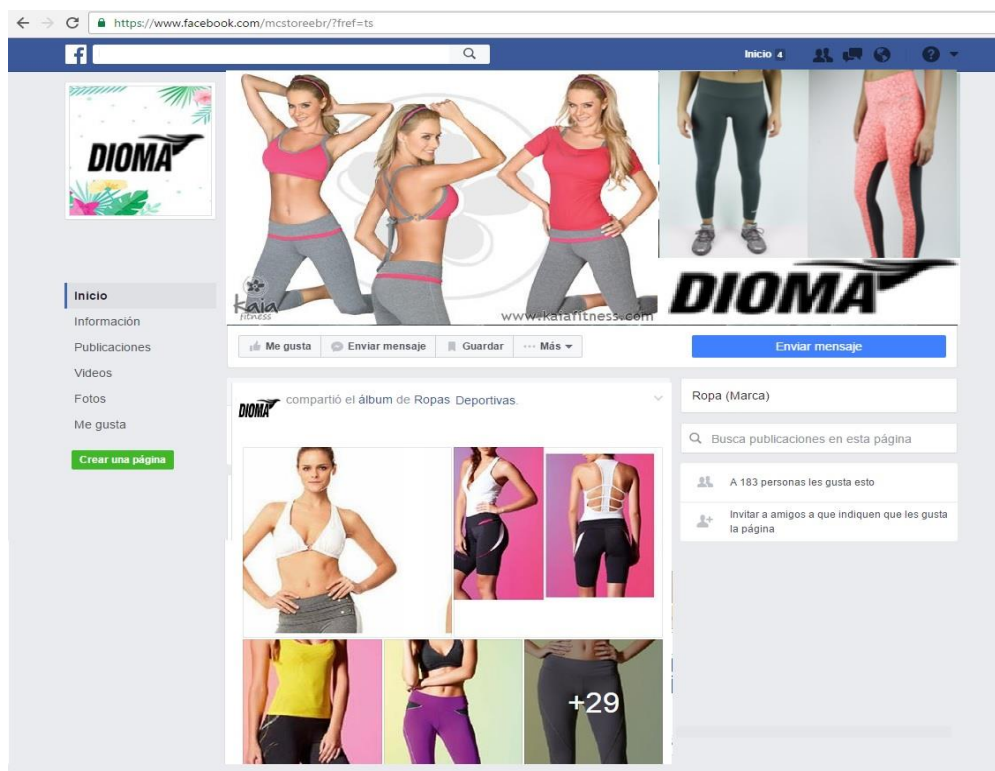 https://www.facebook.com/mcstoreebr/?fref=ts
f
Inicio 4
?
DIOMA
kaia
fitness
www.kaiafitness.com
DIOMA
Inicio
Información
Publicaciones
Videos
Fotos
Me gusta
Crear una página
Me gusta
Enviar mensaje
Guardar
··· Más
Enviar mensaje
DIOMA compartió el álbum de Ropas Deportivas.
+29
Ropa (Marca)
Busca publicaciones en esta página
A 183 personas les gusta esto
Invitar a amigos a que indiquen que les gusta
la página